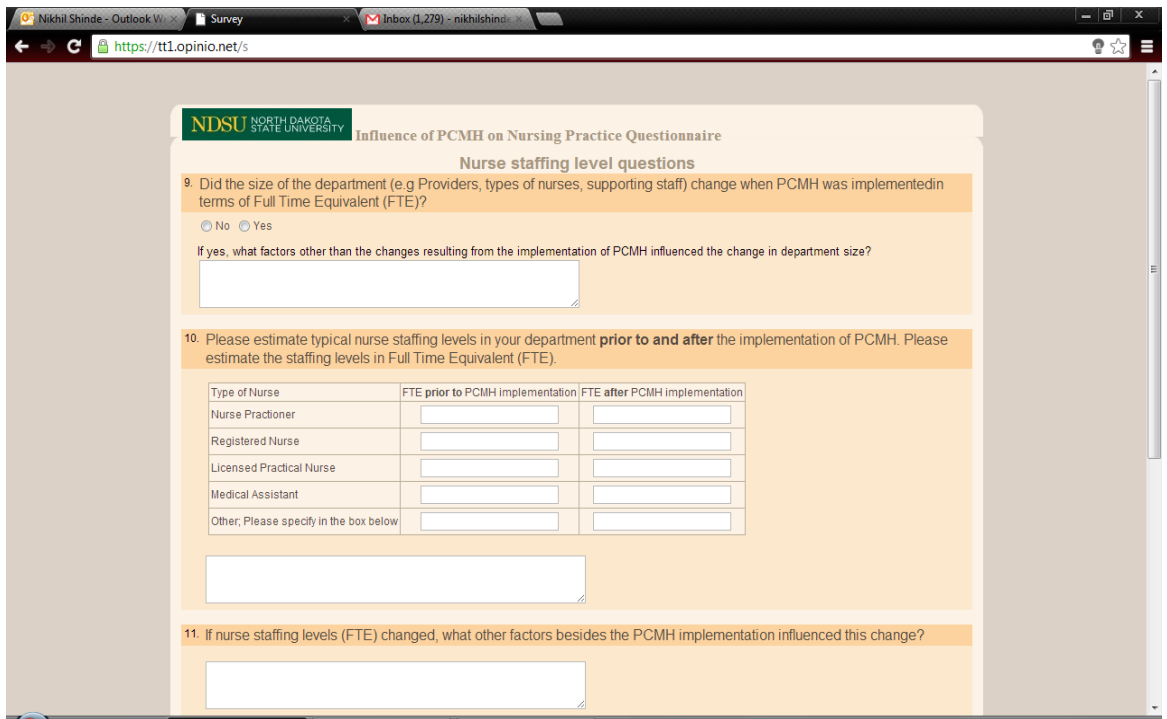 Nikhil Shinde - Outlook W
Survey
Inbox (1,279) - nikhilshinde
https://tt1.opinio.net/s
NDSU NORTH DAKOTA
STATE UNIVERSITY
Influence of PCMH on Nursing Practice Questionnaire
Nurse staffing level questions
9. Did the size of the department (e.g Providers, types of nurses, supporting staff) change when PCMH was implementedin
terms of Full Time Equivalent (FTE)?
No Yes
If yes, what factors other than the changes resulting from the implementation of PCMH influenced the change in department size?
10. Please estimate typical nurse staffing levels in your department prior to and after the implementation of PCMH. Please
estimate the staffing levels in Full Time Equivalent (FTE).
Type of Nurse FTE prior to PCMH implementation FTE after PCMH implementation
Nurse Practioner
Registered Nurse
Licensed Practical Nurse
Medical Assistant
Other; Please specify in the box below
11. If nurse staffing levels (FTE) changed, what other factors besides the PCMH implementation influenced this change?